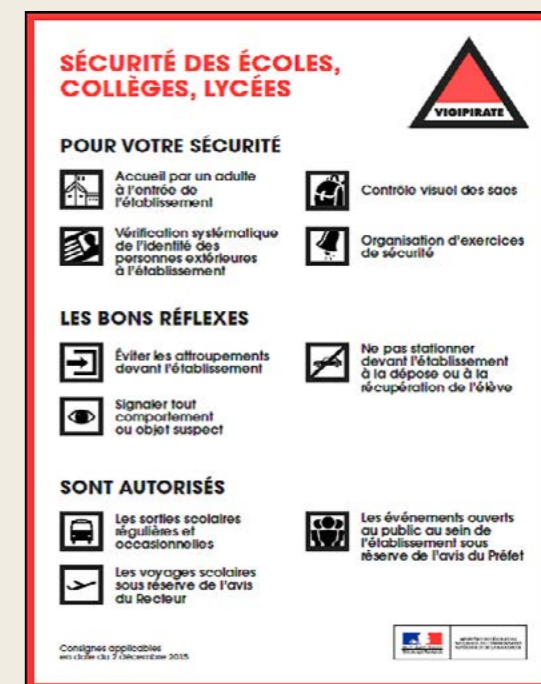 SÉCURITÉ DES ÉCOLES,
COLLÈGES, LYCÉES
VIGIPIRATE
POUR VOTRE SÉCURITÉ
Accueil par un adulte
à l'entrée de
l'établissement
Contrôle visuel des sacs
Vérification systématique
de l'identité des
personnes extérieures
à l'établissement
Organisation d'exercices
de sécurité
LES BONS RÉFLEXES
Éviter les attroupements
devant l'établissement
Ne pas stationner
devant l'établissement
à la dépose ou à la
récupération de l'élève
Signaler tout
comportement
ou objet suspect
SONT AUTORISÉS
Les sorties scolaires
régulières et
occasionnelles
Les événements ouverts
au public au sein de
l'établissement sous
réserve de l'avis du Préfet
Les voyages scolaires
sous réserve de l'avis
du Recteur
Consignes applicables
en date du 2 décembre 2015